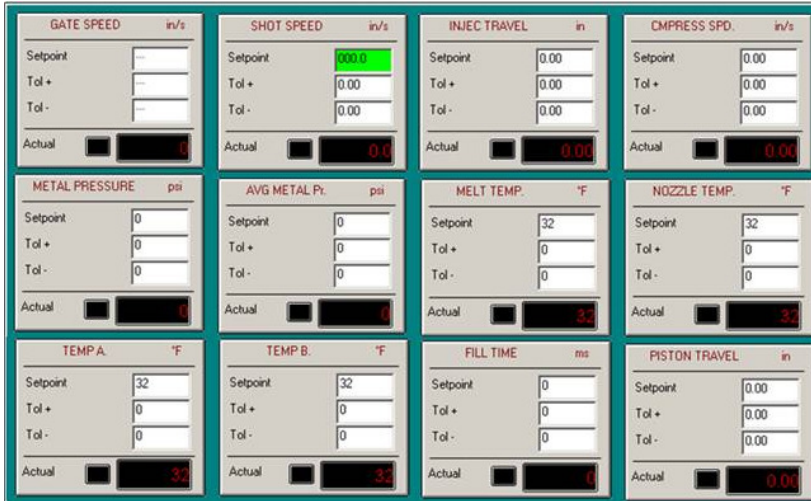 GATE SPEED in/s
Setpoint ---
Tol + ---
Tol - ---
Actual 0
SHOT SPEED in/s
Setpoint 000.0
Tol + 0.00
Tol - 0.00
Actual 0.0
INJEC TRAVEL in
Setpoint 0.00
Tol + 0.00
Tol - 0.00
Actual 0.00
CMPRESS SPD. in/s
Setpoint 0.00
Tol + 0.00
Tol - 0.00
Actual 0.00
METAL PRESSURE psi
Setpoint 0
Tol + 0
Tol - 0
Actual 0
AVG METAL Pr. psi
Setpoint 0
Tol + 0
Tol - 0
Actual 0
MELT TEMP. °F
Setpoint 32
Tol + 0
Tol - 0
Actual 32
NOZZLE TEMP. °F
Setpoint 32
Tol + 0
Tol - 0
Actual 32
TEMP A. °F
Setpoint 32
Tol + 0
Tol - 0
Actual 32
TEMP B. °F
Setpoint 32
Tol + 0
Tol - 0
Actual 32
FILL TIME ms
Setpoint 0
Tol + 0
Tol - 0
Actual 0
PISTON TRAVEL in
Setpoint 0.00
Tol + 0.00
Tol - 0.00
Actual 0.00